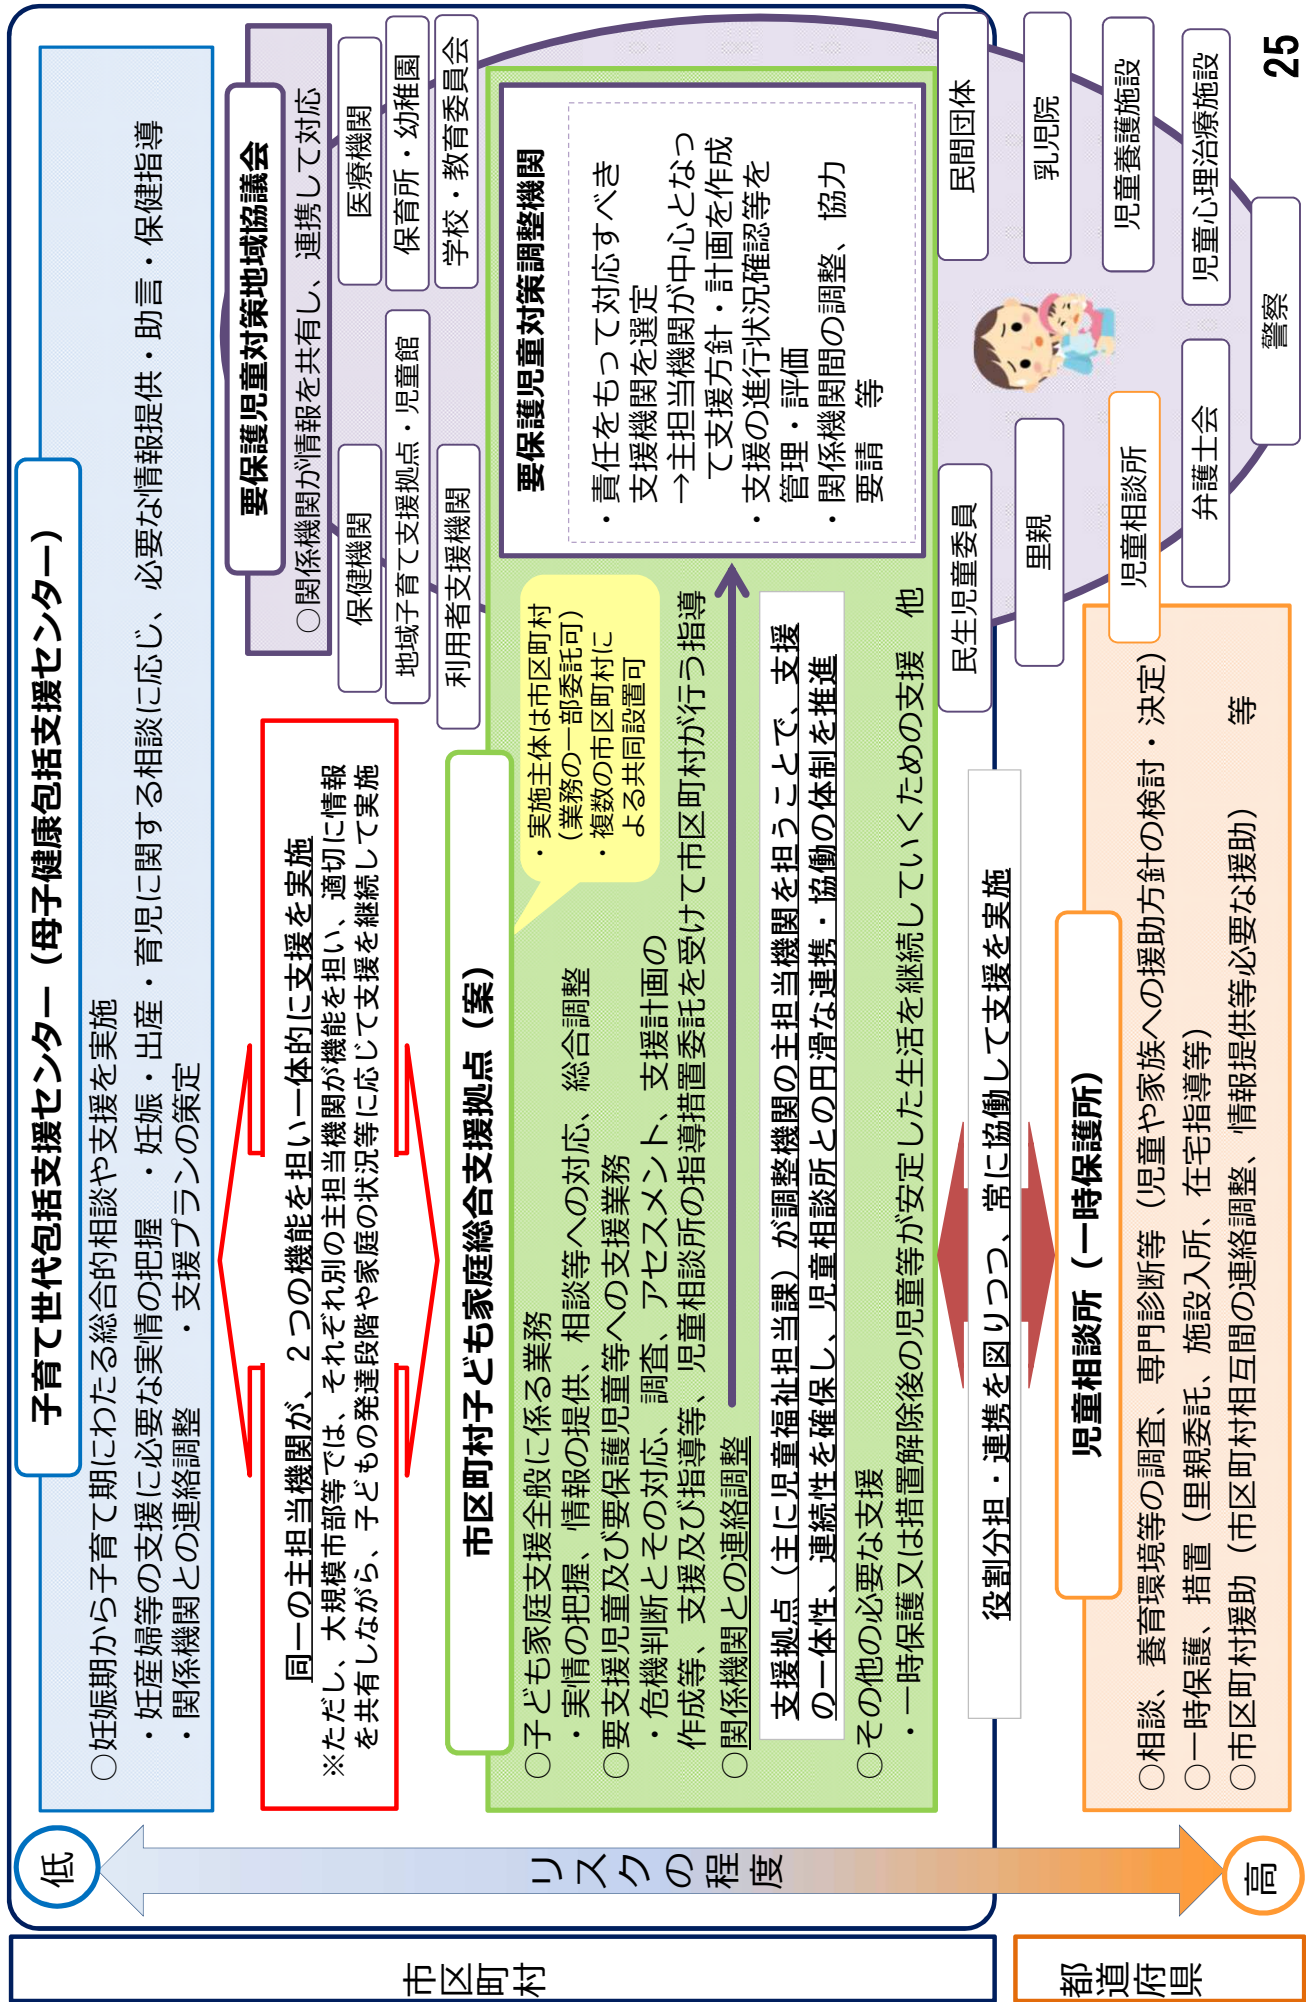 市区町村
都道府県
低
リスクの程度
高
子育て世代包括支援センター（母子健康包括支援センター）
○妊娠期から子育て期にわたる総合的相談や支援を実施
・妊産婦等の支援に必要な実情の把握　・妊娠・出産・育児に関する相談に応じ、必要な情報提供・助言・保健指導
・関係機関との連絡調整　・支援プランの策定
同一の主担当機関が、２つの機能を担い一体的に支援を実施
※ただし、大規模市部等では、それぞれ別の主担当機関が機能を担い、適切に情報
を共有しながら、子どもの発達段階や家庭の状況等に応じて支援を継続して実施
市区町村子ども家庭総合支援拠点（案）
・実施主体は市区町村
（業務の一部委託可）
・複数の市区町村に
よる共同設置可
○子ども家庭支援全般に係る業務
・実情の把握、情報の提供、相談等への対応、総合調整
○要支援児童及び要保護児童等への支援業務
・危機判断とその対応、調査、アセスメント、支援計画の
作成等、支援及び指導等、児童相談所の指導措置委託を受けて市区町村が行う指導
○関係機関との連絡調整
支援拠点（主に児童福祉担当課）が調整機関の主担当機関を担うことで、支援
の一体性、連続性を確保し、児童相談所との円滑な連携・協働の体制を推進
○その他の必要な支援
・一時保護又は措置解除後の児童等が安定した生活を継続していくための支援　他
役割分担・連携を図りつつ、常に協働して支援を実施
児童相談所（一時保護所）
○相談、養育環境等の調査、専門診断等（児童や家族への援助方針の検討・決定）
○一時保護、措置（里親委託、施設入所、在宅指導等）
○市区町村援助（市区町村相互間の連絡調整、情報提供等必要な援助）　等
要保護児童対策地域協議会
○関係機関が情報を共有し、連携して対応
保健機関
医療機関
地域子育て支援拠点・児童館
保育所・幼稚園
利用者支援機関
学校・教育委員会
要保護児童対策調整機関
・責任をもって対応すべき
支援機関を選定
→主担当機関が中心となっ
て支援方針・計画を作成
・支援の進行状況確認等を
管理・評価
・関係機関間の調整、協力
要請　等
民生児童委員
民間団体
里親
乳児院
児童相談所
児童養護施設
弁護士会
児童心理治療施設
警察
25